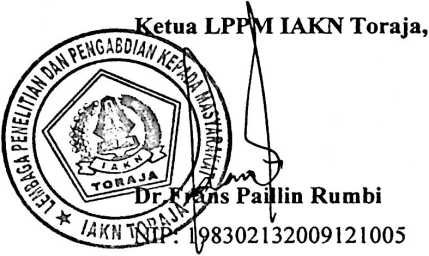 Ketua LPPM IAKN Toraja,
LEMBAGA PENELITIAN DAN PENGABDIAN KEPADA MASYARAKAT
IAKN TORAJA
IAKN
TORAJA
Dr. Frans Paillin Rumbi
NIP. 198302132009121005